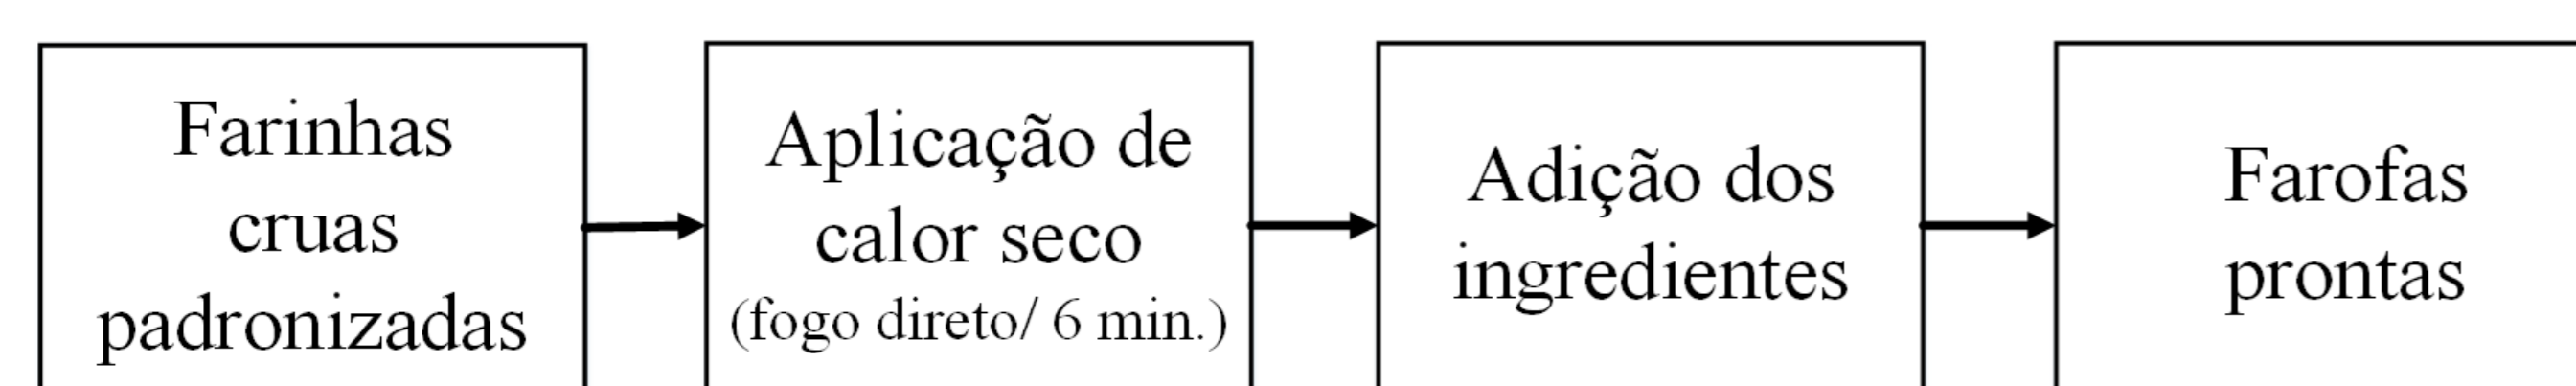 Farinhas
cruas
padronizadas
Aplicação de
calor seco
(fogo direto/ 6 min.)
Adição dos
ingredientes
Farofas
prontas